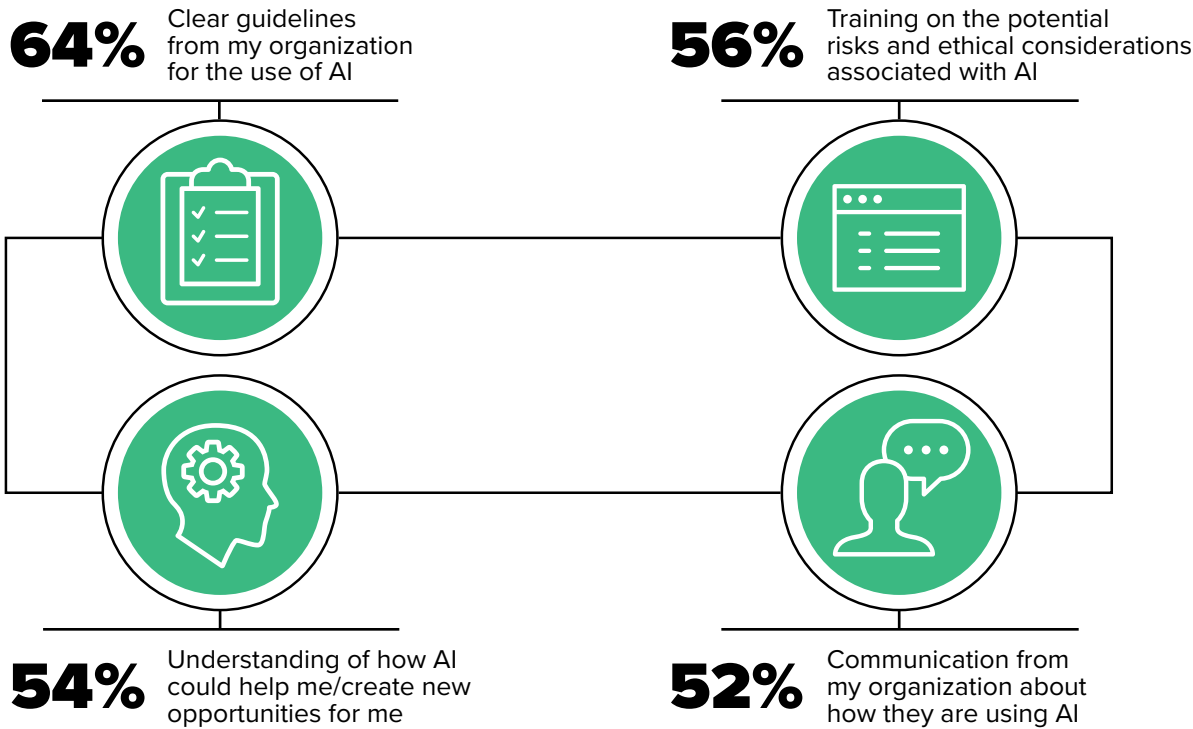 64%
Clear guidelines
from my organization
for the use of AI
56%
Training on the potential
risks and ethical considerations
associated with AI
54%
Understanding of how AI
could help me/create new
opportunities for me
52%
Communication from
my organization about
how they are using AI